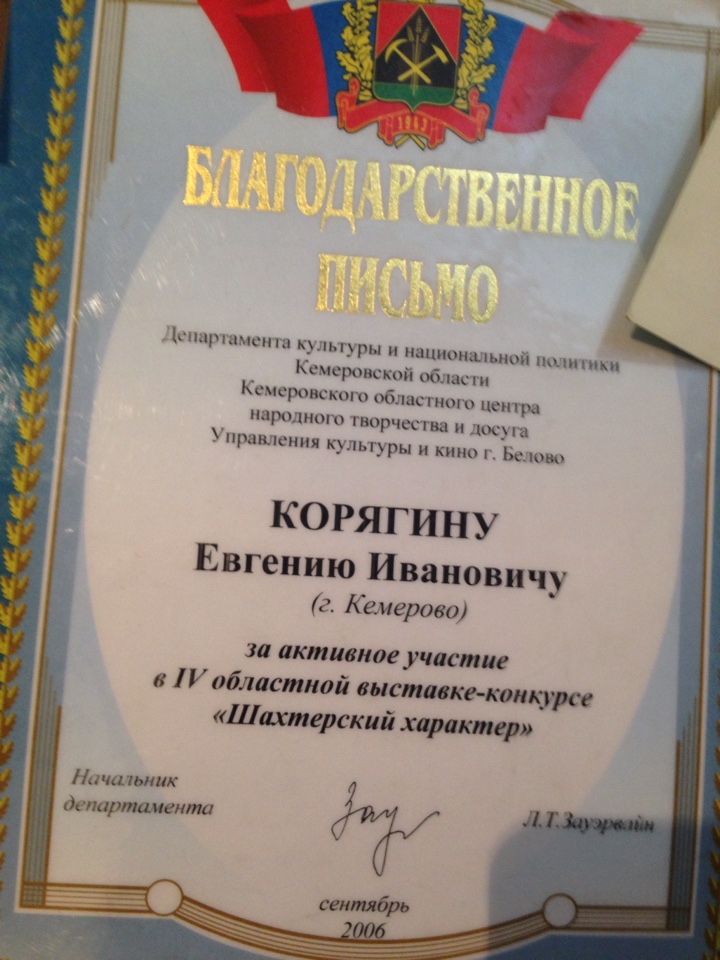 1943
БЛАГОДАРСТВЕННОЕ
ПИСЬМО
Департамента культуры и национальной политики
Кемеровской области
Кемеровского областного центра
народного творчества и досуга
Управления культуры и кино г. Белово
КОРЯГИНУ
Евгению Ивановичу
(г. Кемерово)
за активное участие
в IV областной выставке-конкурсе
«Шахтерский характер»
Начальник
департамента
Л.Т.Зауэрвайн
сентябрь
2006